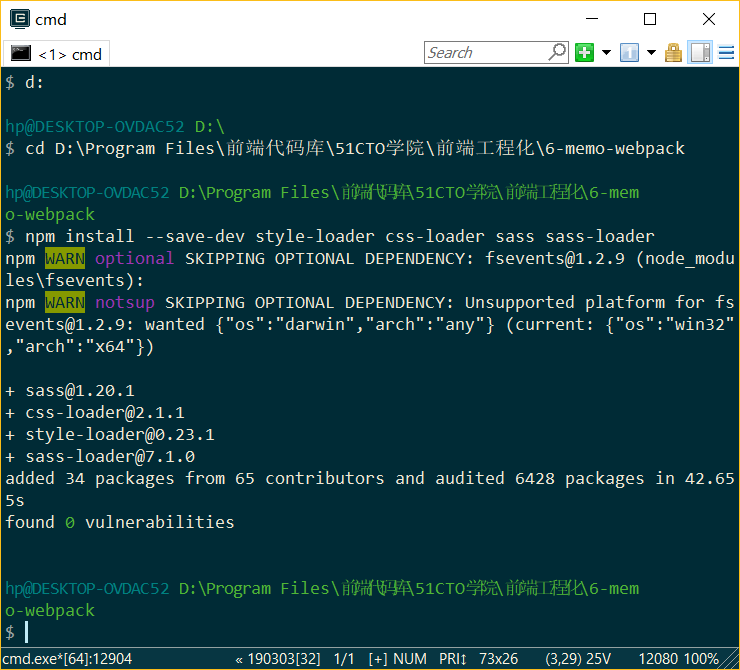 cmd
<1> cmd
Search
$ d:
hp@DESKTOP-OVDAC52 D:\
$ cd D:\Program Files\前端代码库\51CTO学院\前端工程化\6-memo-webpack
hp@DESKTOP-OVDAC52 D:\Program Files\前端代码库\51CTO学院\前端工程化\6-mem
o-webpack
$ npm install --save-dev style-loader css-loader sass sass-loader
npm WARN optional SKIPPING OPTIONAL DEPENDENCY: fsevents@1.2.9 (node_modu
les\fsevents):
npm WARN notsup SKIPPING OPTIONAL DEPENDENCY: Unsupported platform for fs
events@1.2.9: wanted {"os":"darwin","arch":"any"} (current: {"os":"win32"
,"arch":"x64"})
+ sass@1.20.1
+ css-loader@2.1.1
+ style-loader@0.23.1
+ sass-loader@7.1.0
added 34 packages from 65 contributors and audited 6428 packages in 42.65
5s
found 0 vulnerabilities
hp@DESKTOP-OVDAC52 D:\Program Files\前端代码库\51CTO学院\前端工程化\6-mem
o-webpack
$
cmd.exe*[64]:12904 « 190303[32] 1/1 [+] NUM PRI↕ 73x26 (3,29) 25V 12080 100%